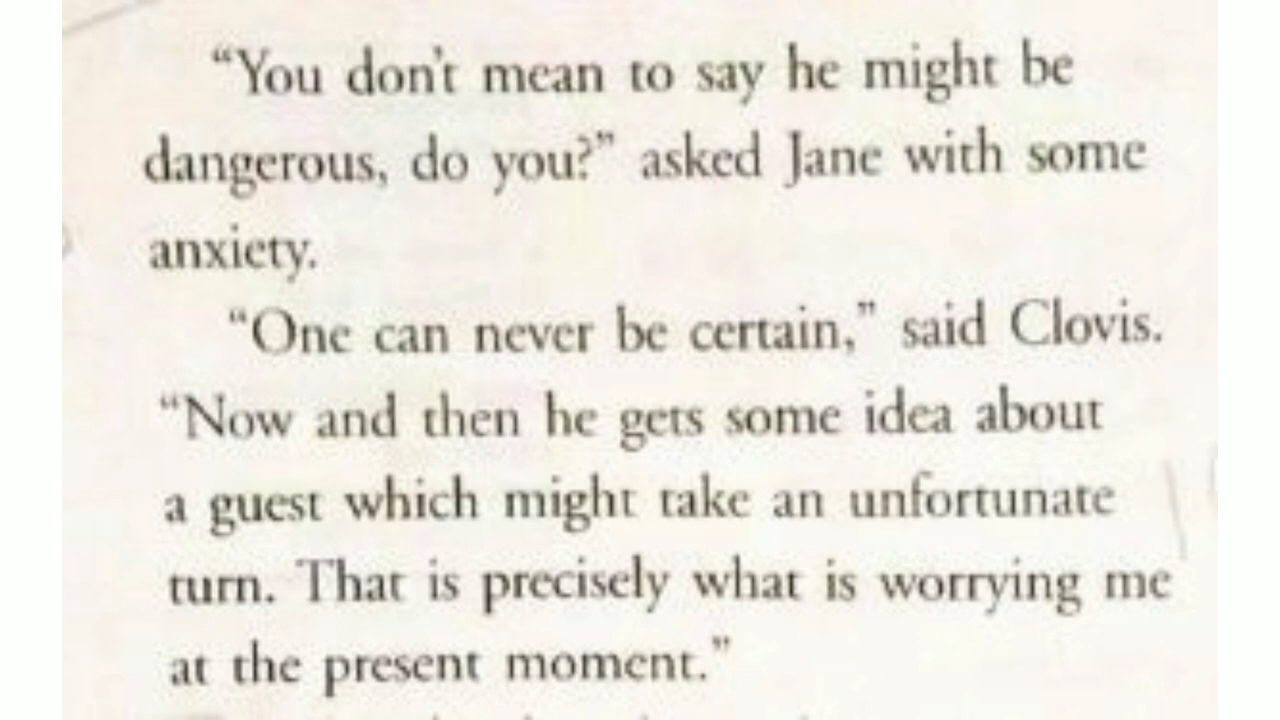 “You don’t mean to say he might be
dangerous, do you?” asked Jane with some
anxiety.
“One can never be certain,” said Clovis.
“Now and then he gets some idea about
a guest which might take an unfortunate
turn. That is precisely what is worrying me
at the present moment.”